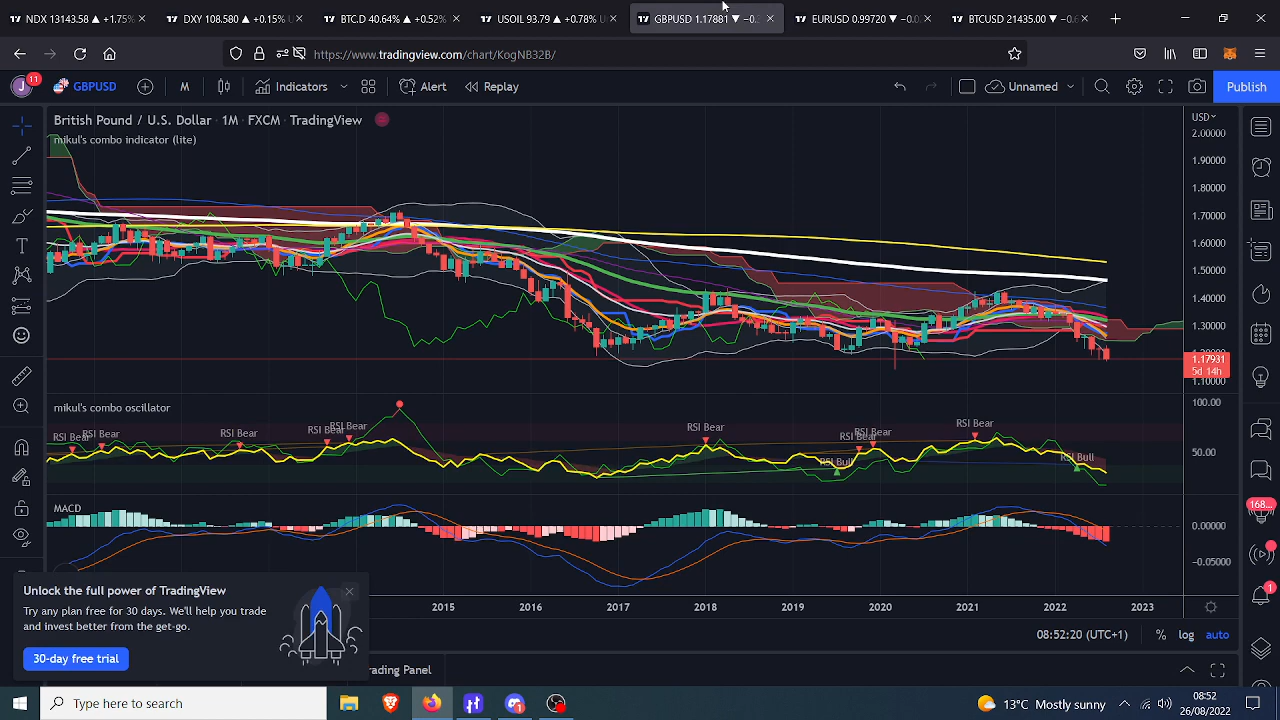 NDX 13143.58 ▲ +1.75%
DXY 108.580 ▲ +0.15%
BTC.D 40.64% ▲ +0.52%
USOIL 93.79 ▲ +0.78%
GBPUSD 1.17881 ▼
EURUSD 0.99720 ▼
BTCUSD 21435.00 ▼
https://www.tradingview.com/chart/KogNB32B/
J
11
GBPUSD
M
Indicators
Alert
Replay
Unnamed
Publish
British Pound / U.S. Dollar · 1M · FXCM · TradingView
mikul's combo indicator (lite)
USD
2.00000
1.90000
1.80000
1.70000
1.60000
1.50000
1.40000
1.30000
1.17931
5d 14h
1.10000
mikul's combo oscillator
100.00
50.00
RSI Bear
RSI Bear
RSI Bear
RSI Bear
RSI Bear
RSI Bear
RSI Bear
RSI Bear
RSI Bear
RSI Bull
RSI Bull
MACD
0.00000
-0.05000
168...
1
Unlock the full power of TradingView
Try any plan free for 30 days. We'll help you trade
and invest better from the get-go.
30-day free trial
2015
2016
2017
2018
2019
2020
2021
2022
2023
08:52:20 (UTC+1)
%
log
auto
rading Panel
Type here to search
13°C Mostly sunny
08:52
26/08/2022